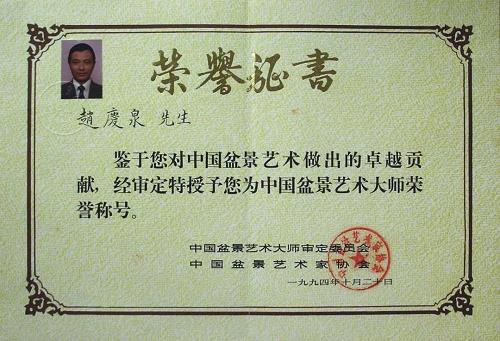 荣誉证书
趙慶泉 先生
鉴于您对中国盆景艺术做出的卓越贡
献,经审定特授予您为中国盆景艺术大师荣
誉称号。
中国盆景艺术大师审定委员会
中国盆景艺术家协会
一九九四年十月二十日